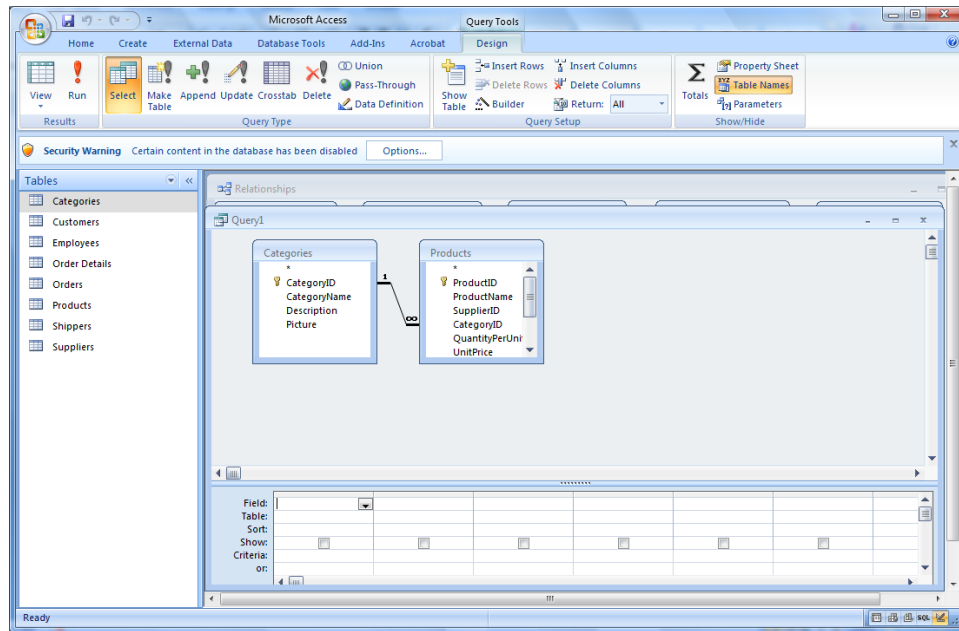 Microsoft Access
Query Tools
Home Create External Data Database Tools Add-Ins Acrobat Design
View
Run
Results
Select
Make Table
Append
Update
Crosstab
Delete
Union
Pass-Through
Data Definition
Query Type
Show Table
Insert Rows
Delete Rows
Builder
Insert Columns
Delete Columns
Return: All
Query Setup
Totals
Property Sheet
XYZ Table Names
Parameters
Show/Hide
Security Warning Certain content in the database has been disabled Options...
Tables
Categories
Customers
Employees
Order Details
Orders
Products
Shippers
Suppliers
Relationships
Query1
Categories
*
CategoryID
CategoryName
Description
Picture
1
∞
Products
*
ProductID
ProductName
SupplierID
CategoryID
QuantityPerUni
UnitPrice
Field:
Table:
Sort:
Show:
Criteria:
or:
Ready
SQL